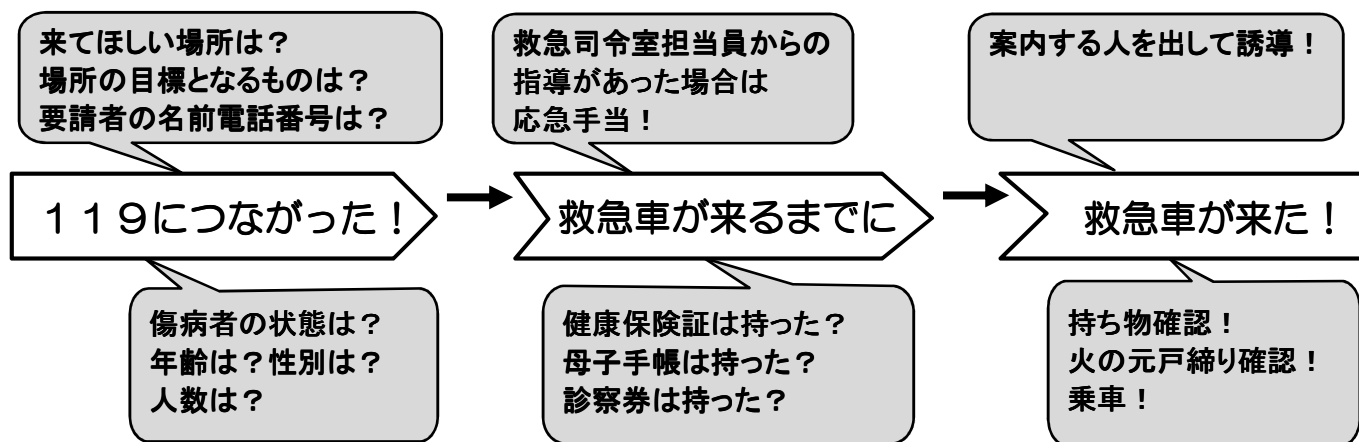 来てほしい場所は？
場所の目標となるものは？
要請者の名前電話番号は？
救急司令室担当員からの
指導があった場合は
応急手当！
案内する人を出して誘導！
１１９につながった！
救急車が来るまでに
救急車が来た！
傷病者の状態は？
年齢は？性別は？
人数は？
健康保険証は持った？
母子手帳は持った？
診察券は持った？
持ち物確認！
火の元戸締り確認！
乗車！